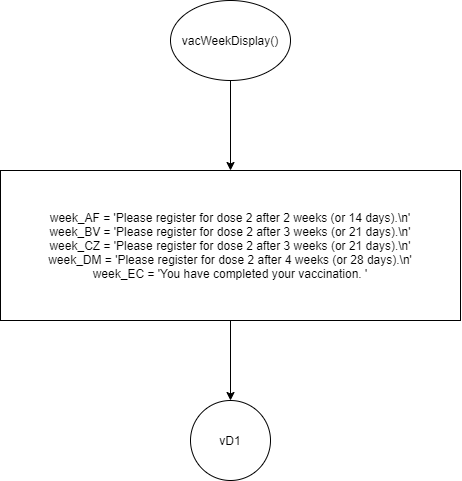 vacWeekDisplay()
week_AF = 'Please register for dose 2 after 2 weeks (or 14 days).\n'
week_BV = 'Please register for dose 2 after 3 weeks (or 21 days).\n'
week_CZ = 'Please register for dose 2 after 3 weeks (or 21 days).\n'
week_DM = 'Please register for dose 2 after 4 weeks (or 28 days).\n'
week_EC = 'You have completed your vaccination. '
vD1